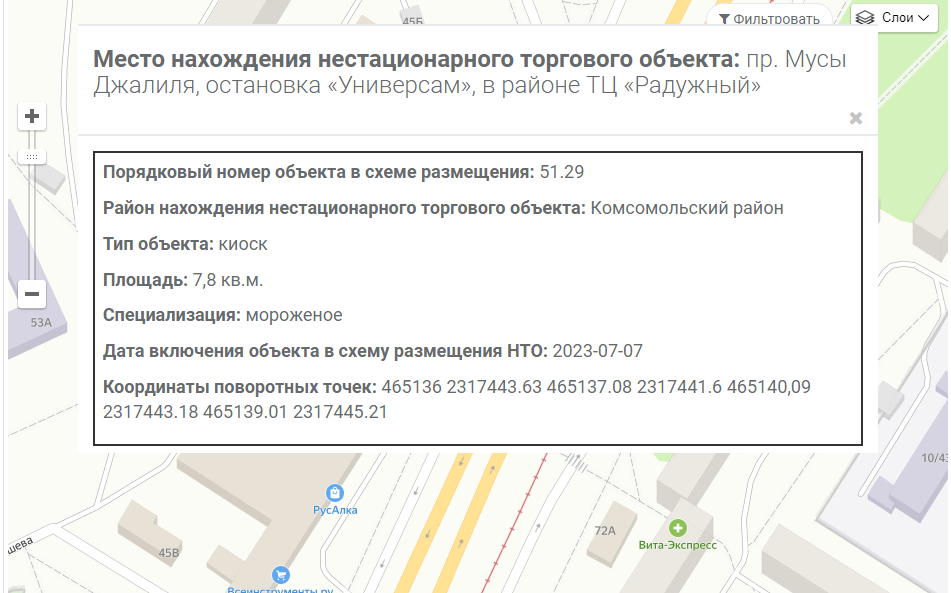 45Б
Фильтровать
Слои
Место нахождения нестационарного торгового объекта: пр. Мусы
Джалиля, остановка «Универсам», в районе ТЦ «Радужный»
Порядковый номер объекта в схеме размещения: 51.29
Район нахождения нестационарного торгового объекта: Комсомольский район
Тип объекта: киоск
Площадь: 7,8 кв.м.
Специализация: мороженое
Дата включения объекта в схему размещения НТО: 2023-07-07
Координаты поворотных точек: 465136 2317443.63 465137.08 2317441.6 465140,09
2317443.18 465139.01 2317445.21
53А
10/43
РусАлка
72А
Вита-Экспресс
шева
45В
Всеинструменты.ру